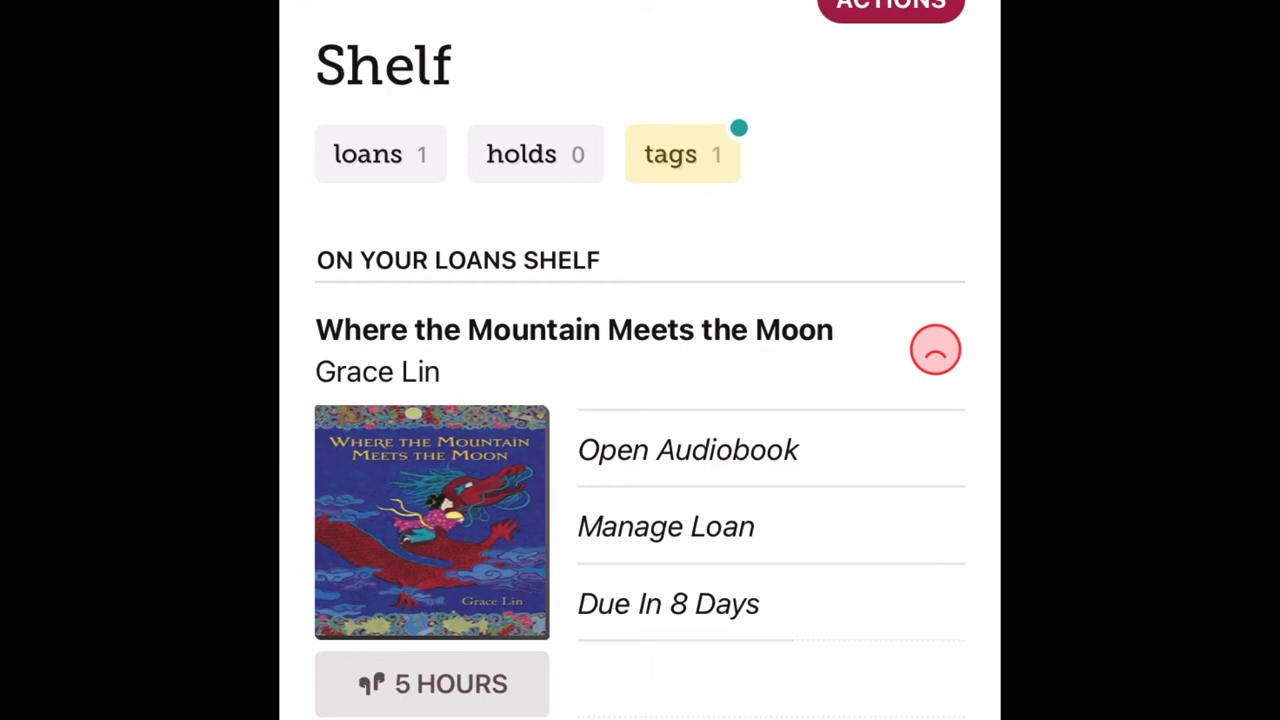 ACTIONS
Shelf
loans 1 holds 0 tags 1
ON YOUR LOANS SHELF
Where the Mountain Meets the Moon
Grace Lin
WHERE THE MOUNTAIN
MEETS THE MOON
Grace Lin
Open Audiobook
Manage Loan
Due In 8 Days
5 HOURS